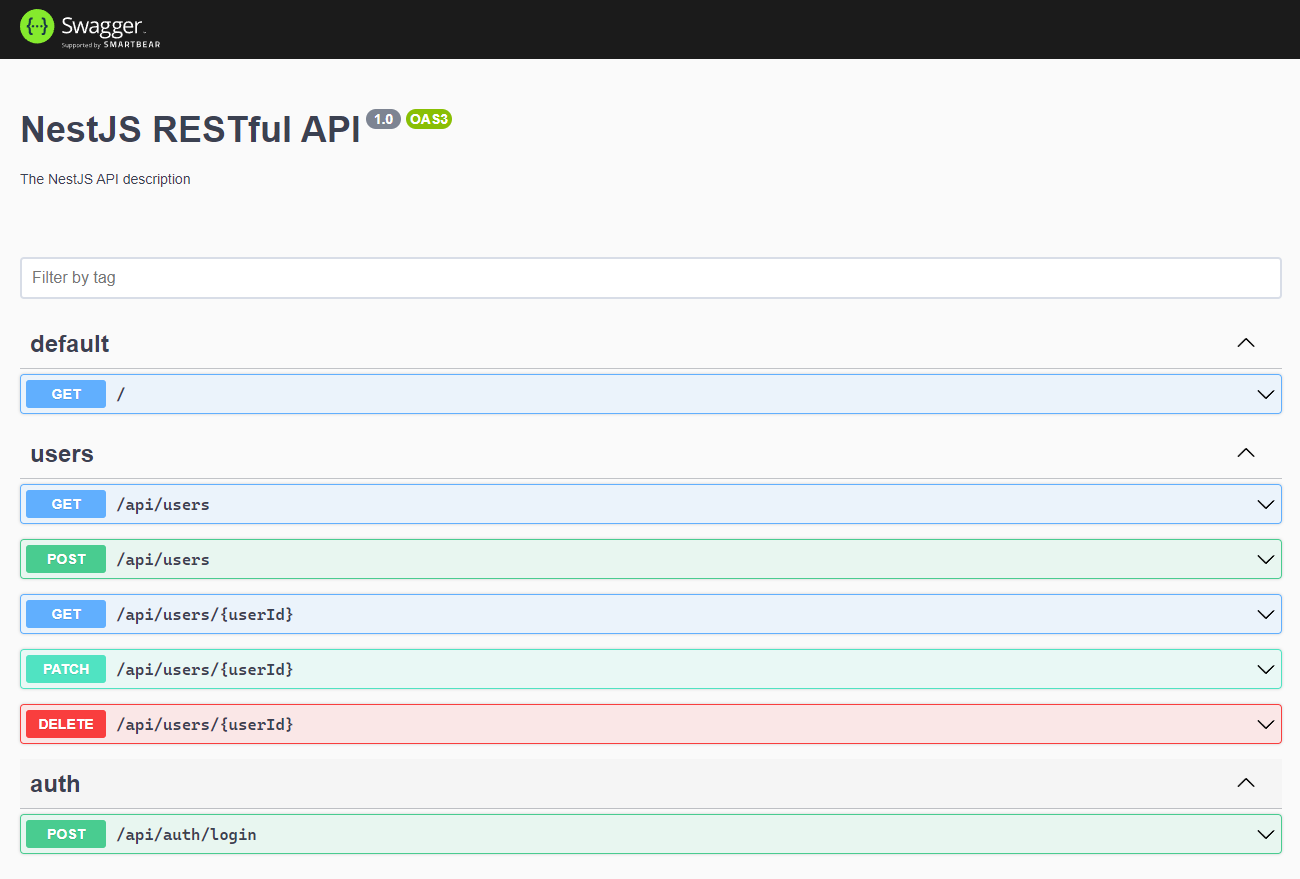 Swagger
Supported by SMARTBEAR
NestJS RESTful API 1.0 OAS3
The NestJS API description
Filter by tag
default
GET /
users
GET /api/users
POST /api/users
GET /api/users/{userId}
PATCH /api/users/{userId}
DELETE /api/users/{userId}
auth
POST /api/auth/login